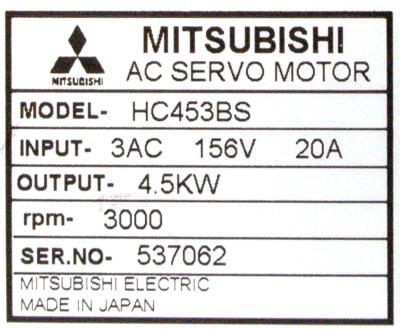 MITSUBISHI
MITSUBISHI
AC SERVO MOTOR
MODEL- HC453BS
INPUT- 3AC 156V 20A
OUTPUT- 4.5KW
rpm- 3000
SER.NO- 537062
MITSUBISHI ELECTRIC
MADE IN JAPAN